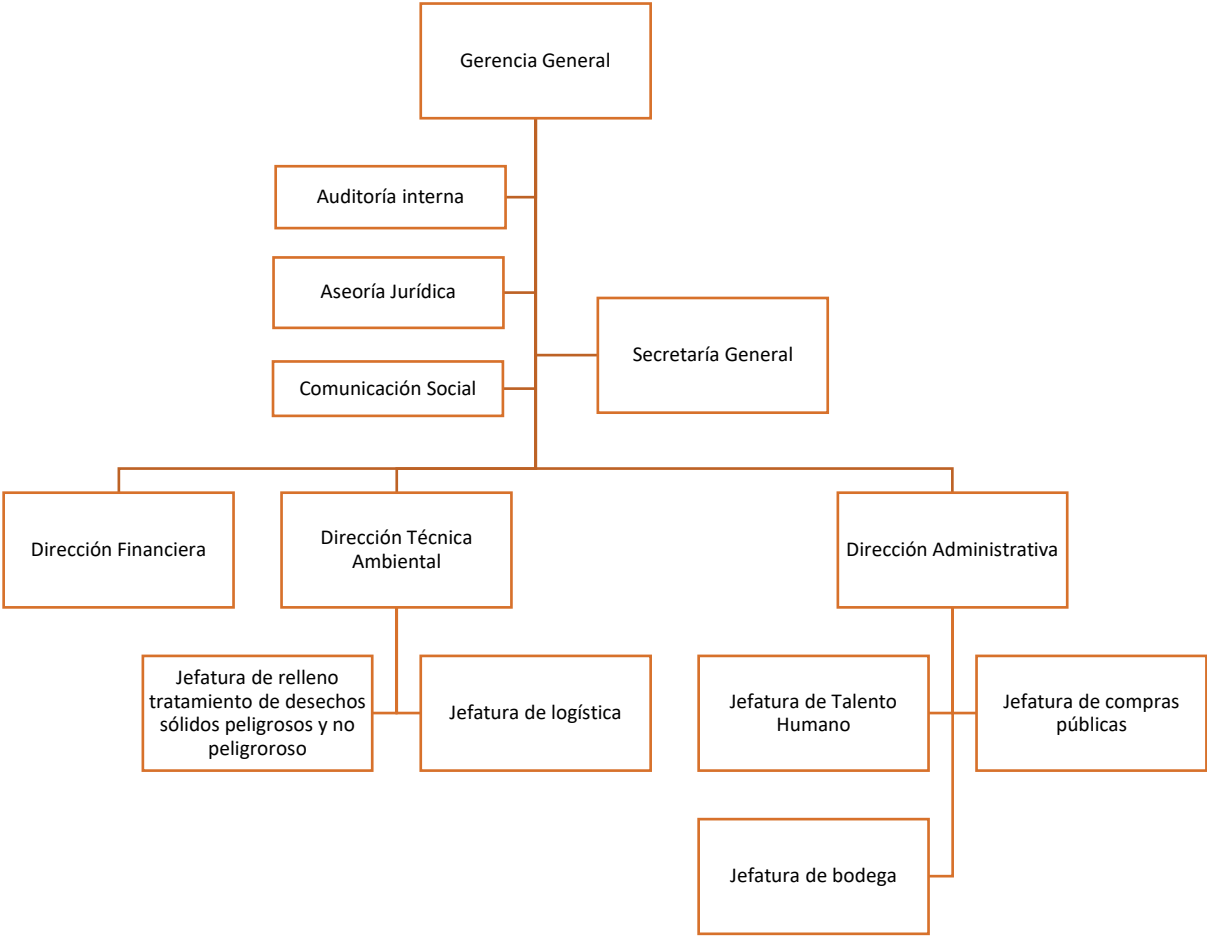 Gerencia General
Auditoría interna
Aseoría Jurídica
Secretaría General
Comunicación Social
Dirección Financiera
Dirección Técnica
Ambiental
Dirección Administrativa
Jefatura de relleno
tratamiento de desechos
sólidos peligrosos y no
peligroroso
Jefatura de logística
Jefatura de Talento
Humano
Jefatura de compras
públicas
Jefatura de bodega